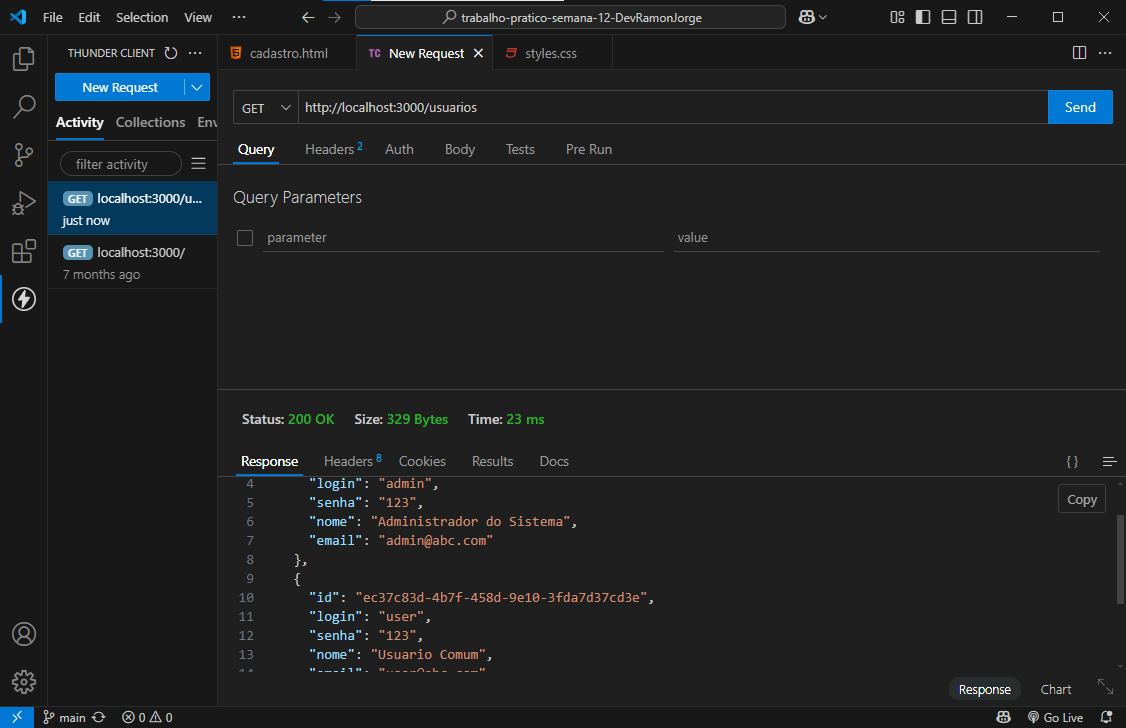 File Edit Selection View ··· trabalho-pratico-semana-12-DevRamonJorge
THUNDER CLIENT ···
New Request
Activity Collections Env
filter activity
GET localhost:3000/u...
just now
GET localhost:3000/
7 months ago
cadastro.html
TC New Request
styles.css
GET http://localhost:3000/usuarios Send
Query Headers 2 Auth Body Tests Pre Run
Query Parameters
parameter value
Status: 200 OK Size: 329 Bytes Time: 23 ms
Response Headers 8 Cookies Results Docs { }
Copy
4 "login": "admin",
5 "senha": "123",
6 "nome": "Administrador do Sistema",
7 "email": "admin@abc.com"
8 },
9 {
10 "id": "ec37c83d-4b7f-458d-9e10-3fda7d37cd3e",
11 "login": "user",
12 "senha": "123",
13 "nome": "Usuario Comum",
14 "email": "user@abc.com"
Response Chart
main 0 0 Go Live